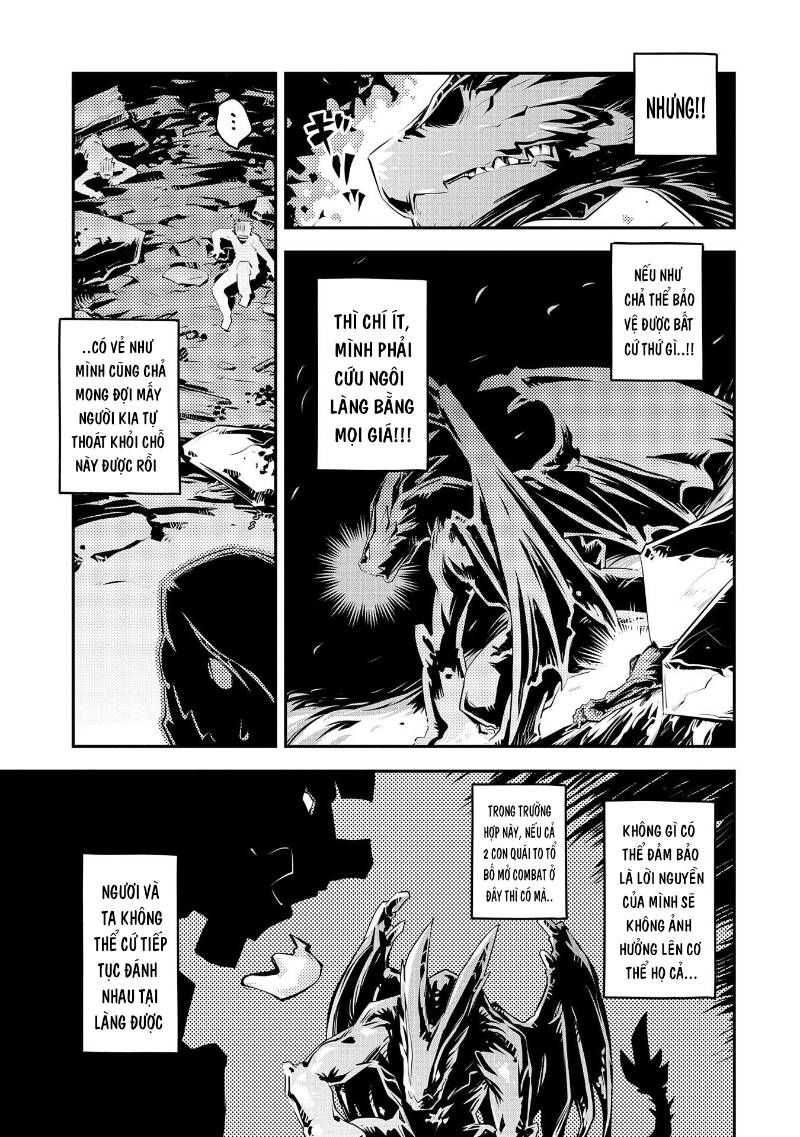 NHƯNG!!
NẾU NHƯ
CHẢ THỂ BẢO
VỆ ĐƯỢC BẤT
CỨ THỨ GÌ..!!
THÌ CHÍ ÍT,
MÌNH PHẢI
CỨU NGÔI
LÀNG BẰNG
MỌI GIÁ!!!
...
..CÓ VẺ NHƯ
MÌNH CŨNG CHẢ
MONG ĐỢI MẤY
NGƯỜI KIA TỰ
THOÁT KHỎI CHỖ
NÀY ĐƯỢC RỒI
KHÔNG GÌ CÓ
THỂ ĐẢM BẢO
LÀ LỜI NGUYỀN
CỦA MÌNH SẼ
KHÔNG ẢNH
HƯỞNG LÊN CƠ
THỂ HỌ CẢ...
TRONG TRƯỜNG
HỢP NÀY, NẾU CẢ
2 CON QUÁI TO TỔ
BỐ MỞ COMBAT Ở
ĐÂY THÌ CÓ MÀ..
NGƯƠI VÀ
TA KHÔNG
THỂ CỨ TIẾP
TỤC ĐÁNH
NHAU TẠI
LÀNG ĐƯỢC